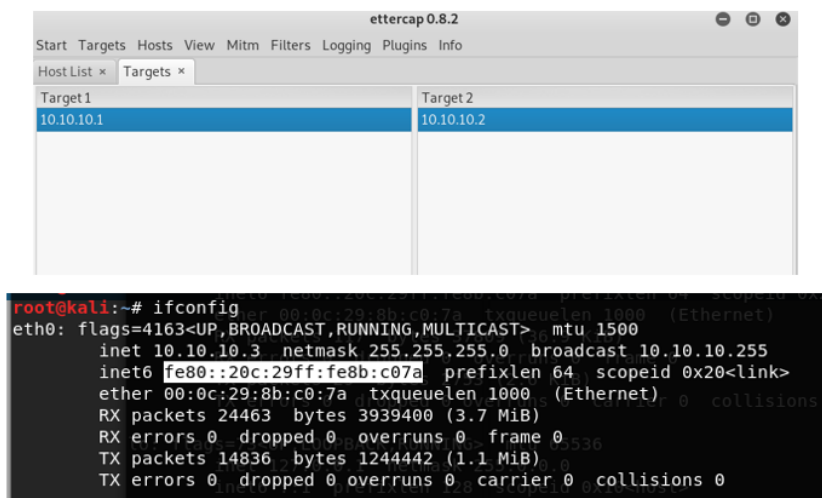 ettercap 0.8.2
Start Targets Hosts View Mitm Filters Logging Plugins Info
Host List × Targets ×
Target 1 Target 2
10.10.10.1 10.10.10.2
root@kali:~# ifconfig
eth0: flags=4163<UP,BROADCAST,RUNNING,MULTICAST> mtu 1500
inet 10.10.10.3 netmask 255.255.255.0 broadcast 10.10.10.255
inet6 fe80::20c:29ff:fe8b:c07a prefixlen 64 scopeid 0x20<link>
ether 00:0c:29:8b:c0:7a txqueuelen 1000 (Ethernet)
RX packets 24463 bytes 3939400 (3.7 MiB)
RX errors 0 dropped 0 overruns 0 frame 0
TX packets 14836 bytes 1244442 (1.1 MiB)
TX errors 0 dropped 0 overruns 0 carrier 0 collisions 0